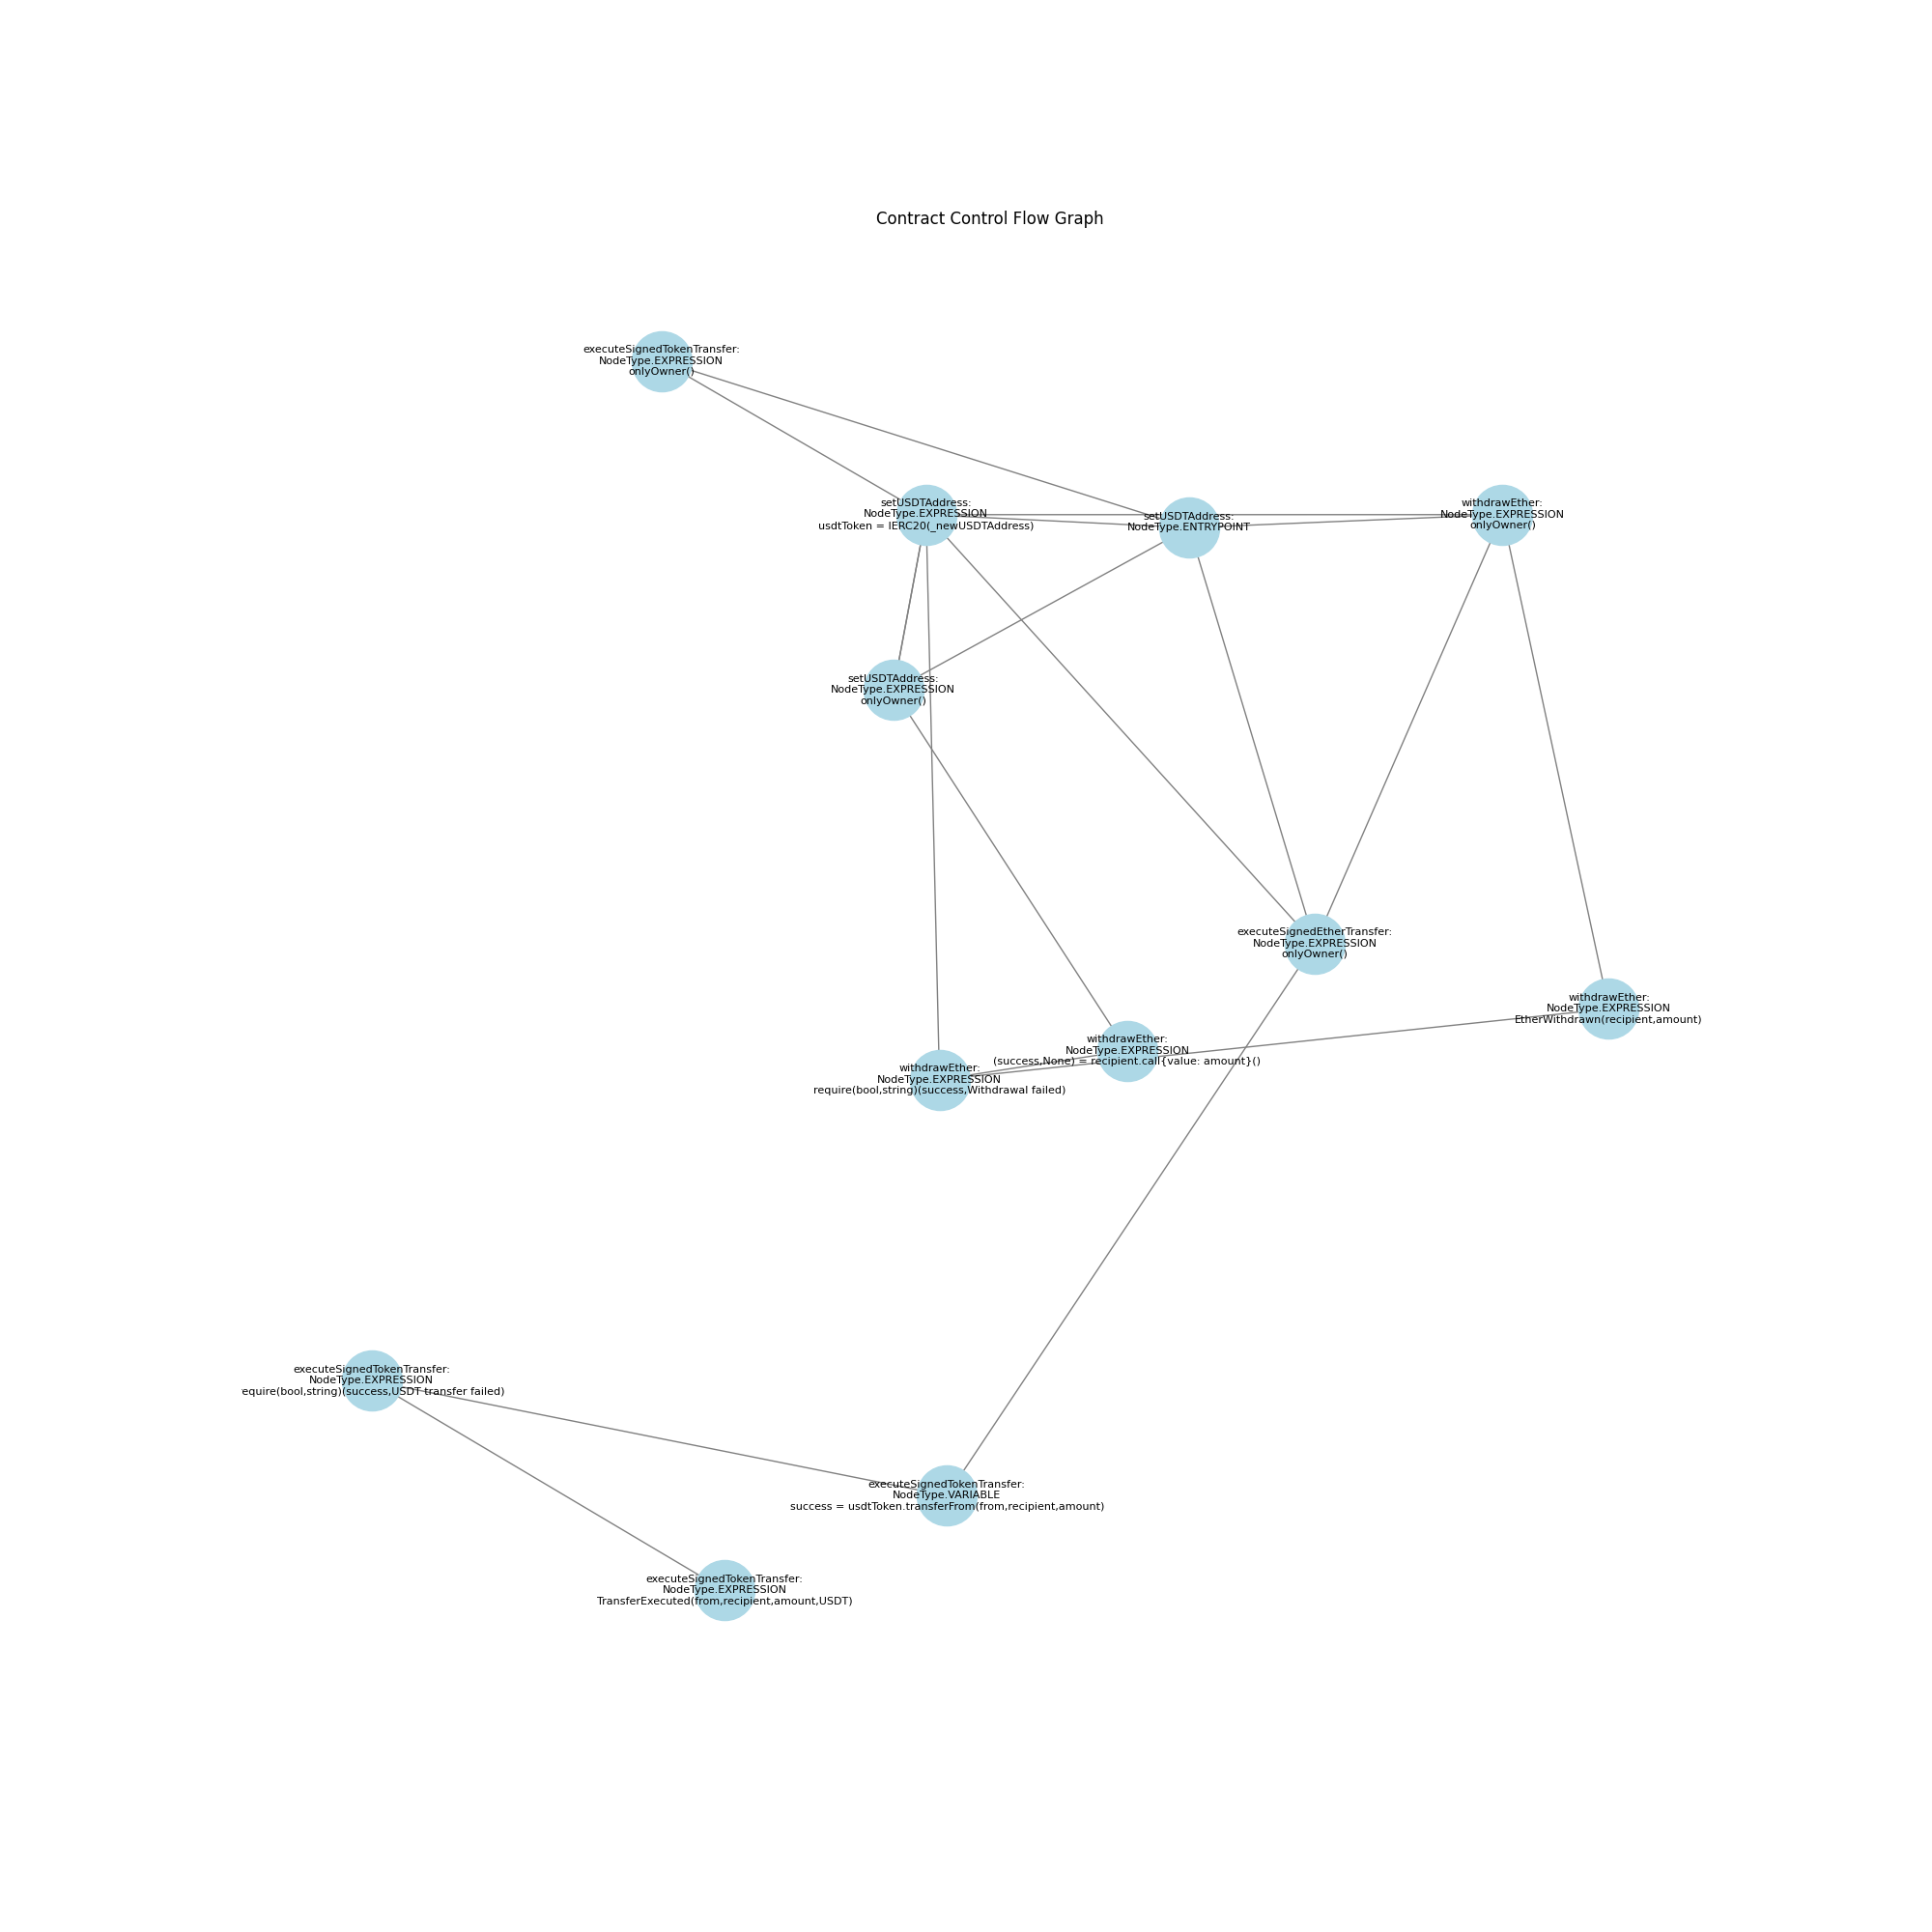 Contract Control Flow Graph
executeSignedTokenTransfer:
NodeType.EXPRESSION
onlyOwner()
setUSDTAddress:
NodeType.EXPRESSION
usdtToken = IERC20(_newUSDTAddress)
setUSDTAddress:
NodeType.ENTRYPOINT
withdrawEther:
NodeType.EXPRESSION
onlyOwner()
setUSDTAddress:
NodeType.EXPRESSION
onlyOwner()
executeSignedEtherTransfer:
NodeType.EXPRESSION
onlyOwner()
withdrawEther:
NodeType.EXPRESSION
EtherWithdrawn(recipient,amount)
withdrawEther:
NodeType.EXPRESSION
(success,None) = recipient.call{value: amount}()
withdrawEther:
NodeType.EXPRESSION
require(bool,string)(success,Withdrawal failed)
executeSignedTokenTransfer:
NodeType.EXPRESSION
equire(bool,string)(success,USDT transfer failed)
executeSignedTokenTransfer:
NodeType.VARIABLE
success = usdtToken.transferFrom(from,recipient,amount)
executeSignedTokenTransfer:
NodeType.EXPRESSION
TransferExecuted(from,recipient,amount,USDT)